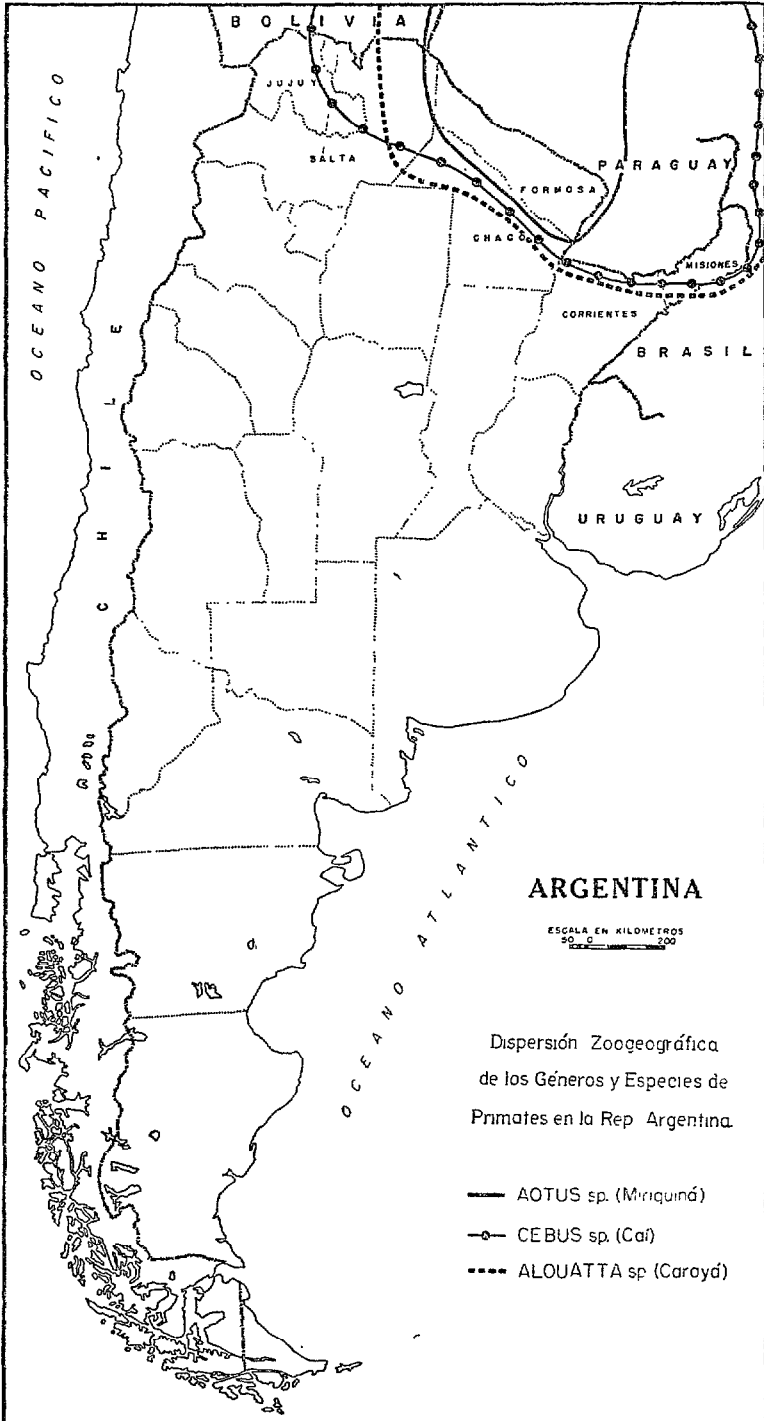 BOLIVIA
JUJUY
SALTA
PARAGUAY
FORMOSA
CHACO
MISIONES
CORRIENTES
BRASIL
URUGUAY
OCEANO PACIFICO
CHILE
OCEANO ATLANTICO
ARGENTINA
ESCALA EN KILOMETROS
50 0 200
Dispersión Zoogeográfica
de los Géneros y Especies de
Primates en la Rep Argentina
AOTUS sp. (Miriquiná)
CEBUS sp. (Caí)
ALOUATTA sp (Carayá)